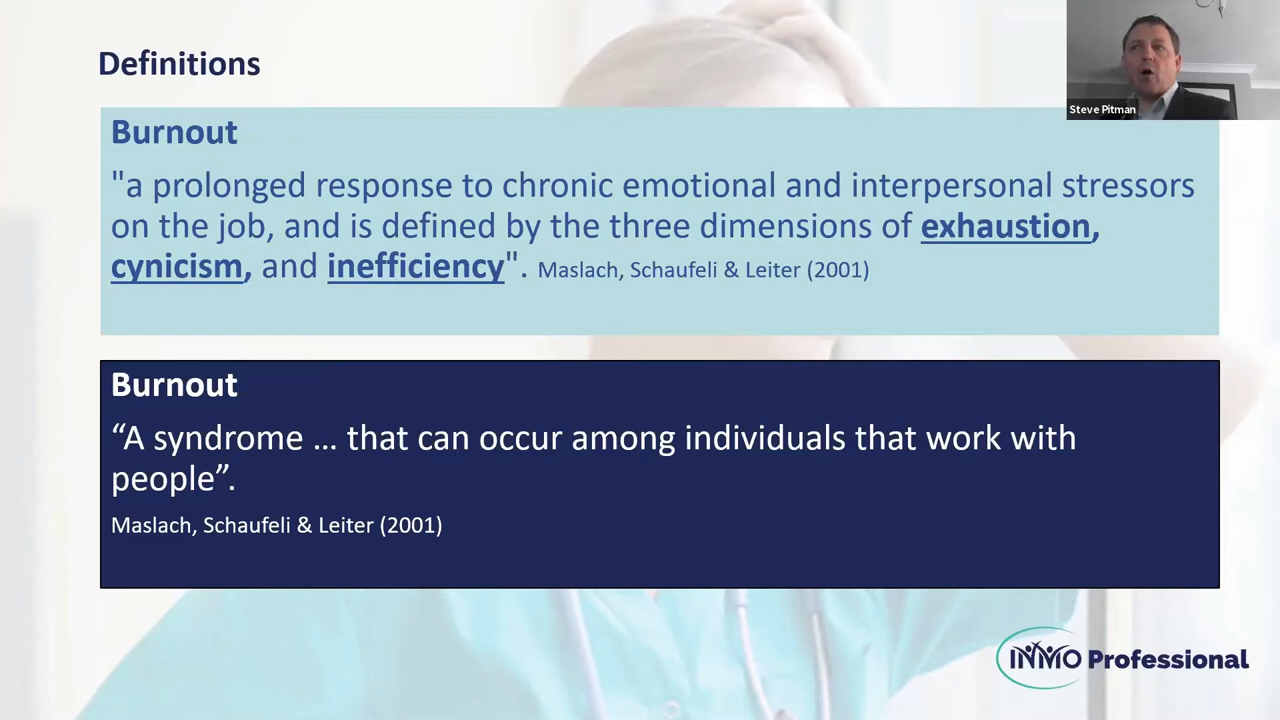 Definitions
Steve Pitman
Burnout
"a prolonged response to chronic emotional and interpersonal stressors
on the job, and is defined by the three dimensions of exhaustion,
cynicism, and inefficiency". Maslach, Schaufeli & Leiter (2001)
Burnout
“A syndrome … that can occur among individuals that work with
people”.
Maslach, Schaufeli & Leiter (2001)
INMO Professional